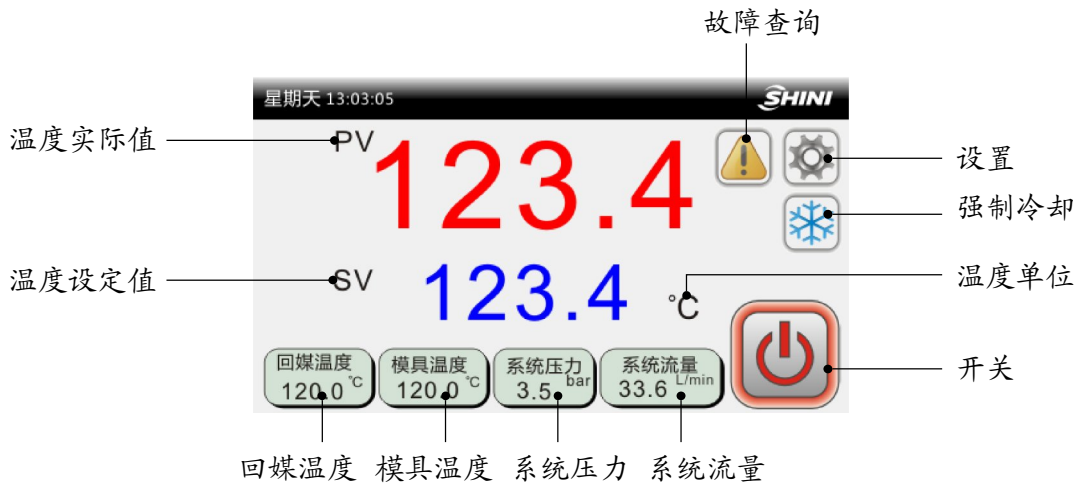 故障查询
星期天 13:03:05
SHINI
温度实际值
PV
123.4
设置
强制冷却
温度设定值
SV
123.4
℃
温度单位
开关
回媒温度
120.0 ℃
模具温度
120.0 ℃
系统压力
3.5 bar
系统流量
33.6 L/min
回媒温度 模具温度 系统压力 系统流量